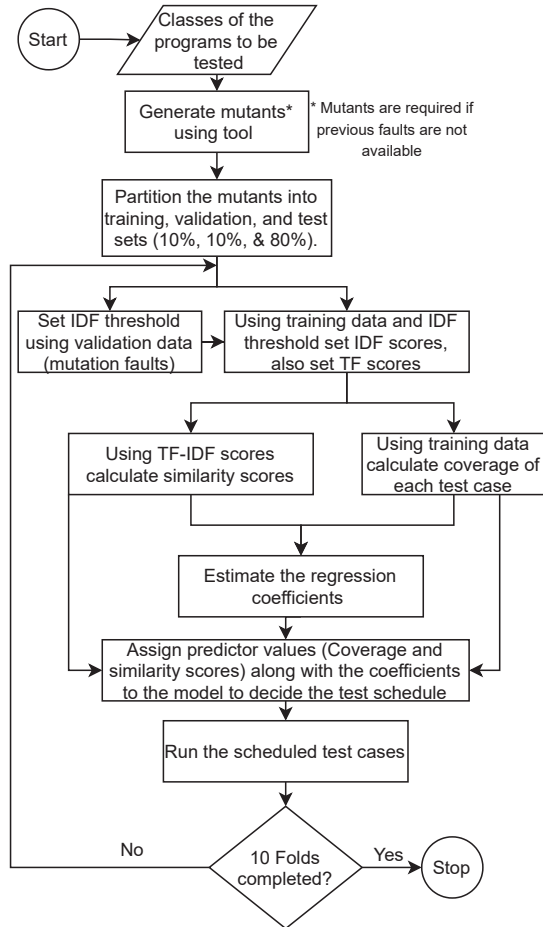 Start
Classes of the
programs to be
tested
Generate mutants*
using tool
* Mutants are required if
previous faults are not
available
Partition the mutants into
training, validation, and test
sets (10%, 10%, & 80%).
Set IDF threshold
using validation data
(mutation faults)
Using training data and IDF
threshold set IDF scores,
also set TF scores
Using TF-IDF scores
calculate similarity scores
Using training data
calculate coverage of
each test case
Estimate the regression
coefficients
Assign predictor values (Coverage and
similarity scores) along with the coefficients
to the model to decide the test schedule
Run the scheduled test cases
No
10 Folds
completed?
Yes
Stop